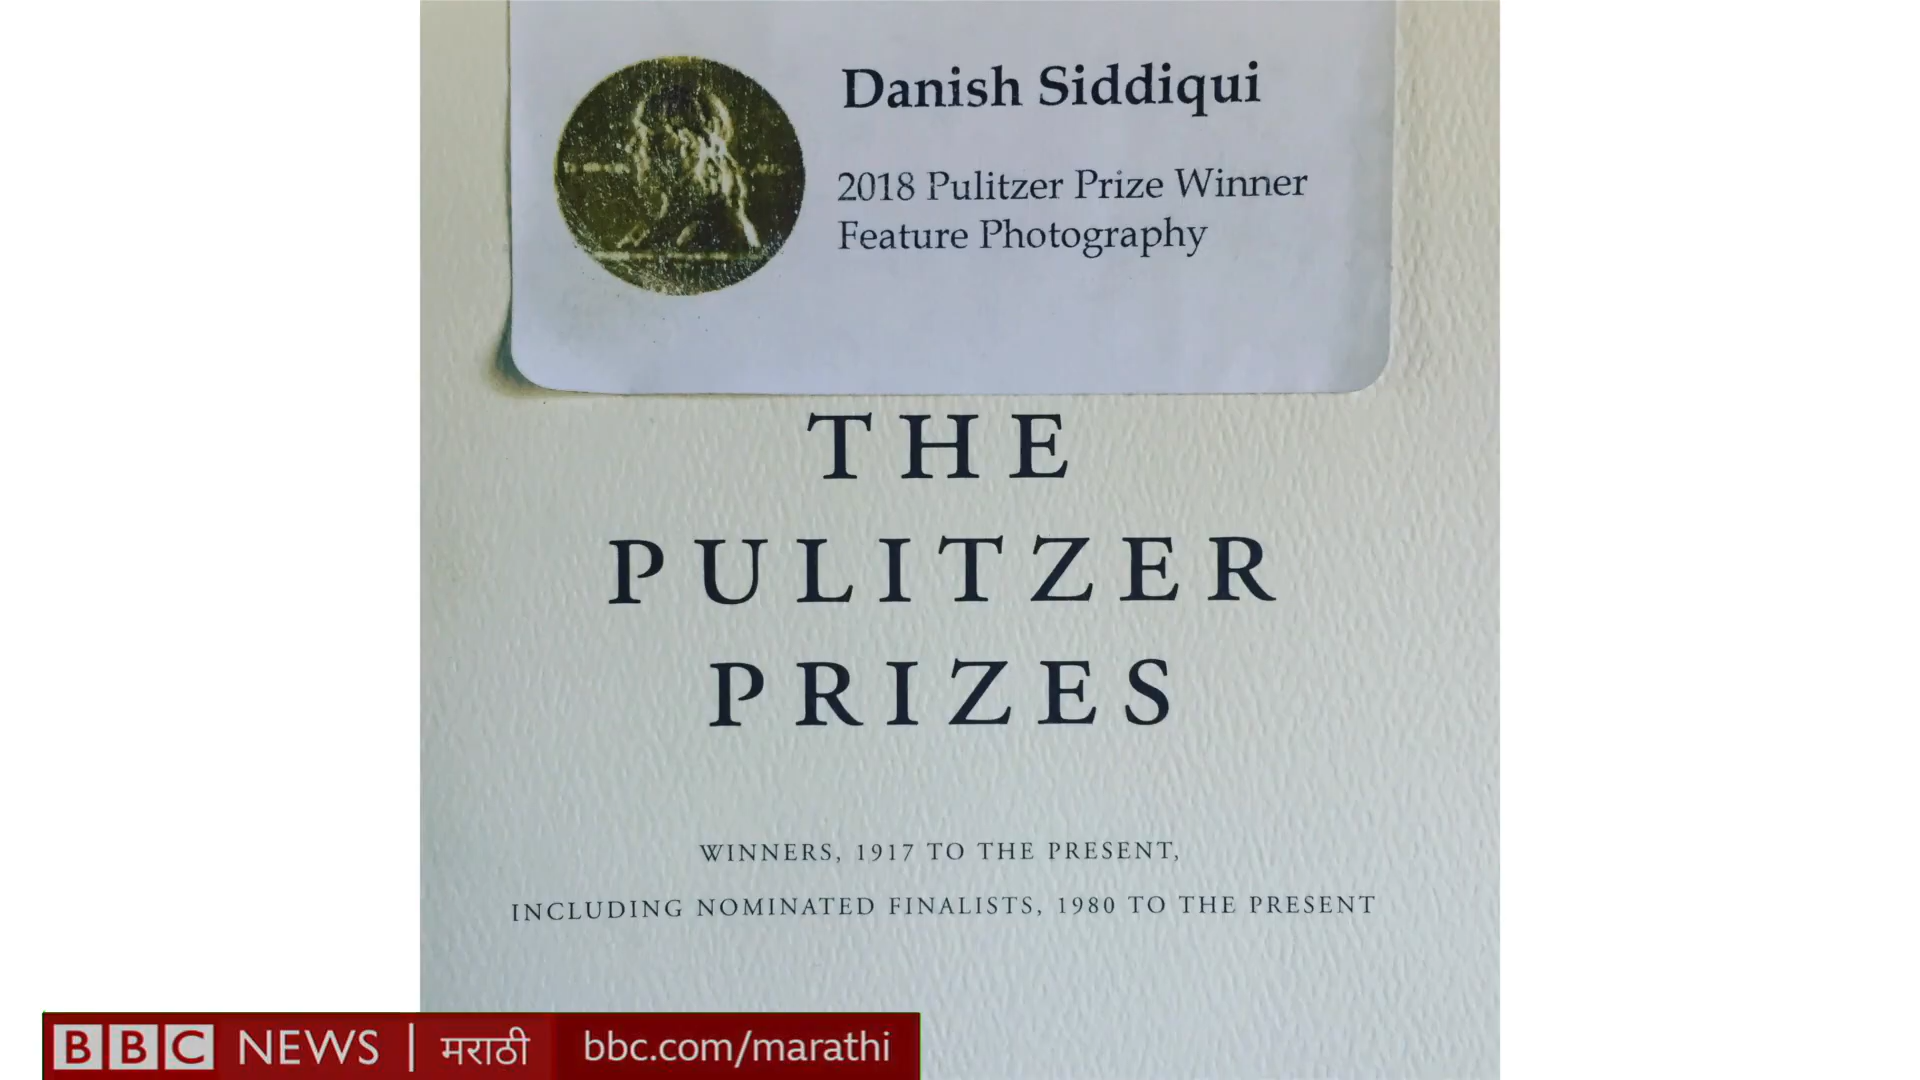 Danish Siddiqui
2018 Pulitzer Prize Winner
Feature Photography
THE
PULITZER
PRIZES
WINNERS, 1917 TO THE PRESENT,
INCLUDING NOMINATED FINALISTS, 1980 TO THE PRESENT
BBC NEWS | मराठी bbc.com/marathi